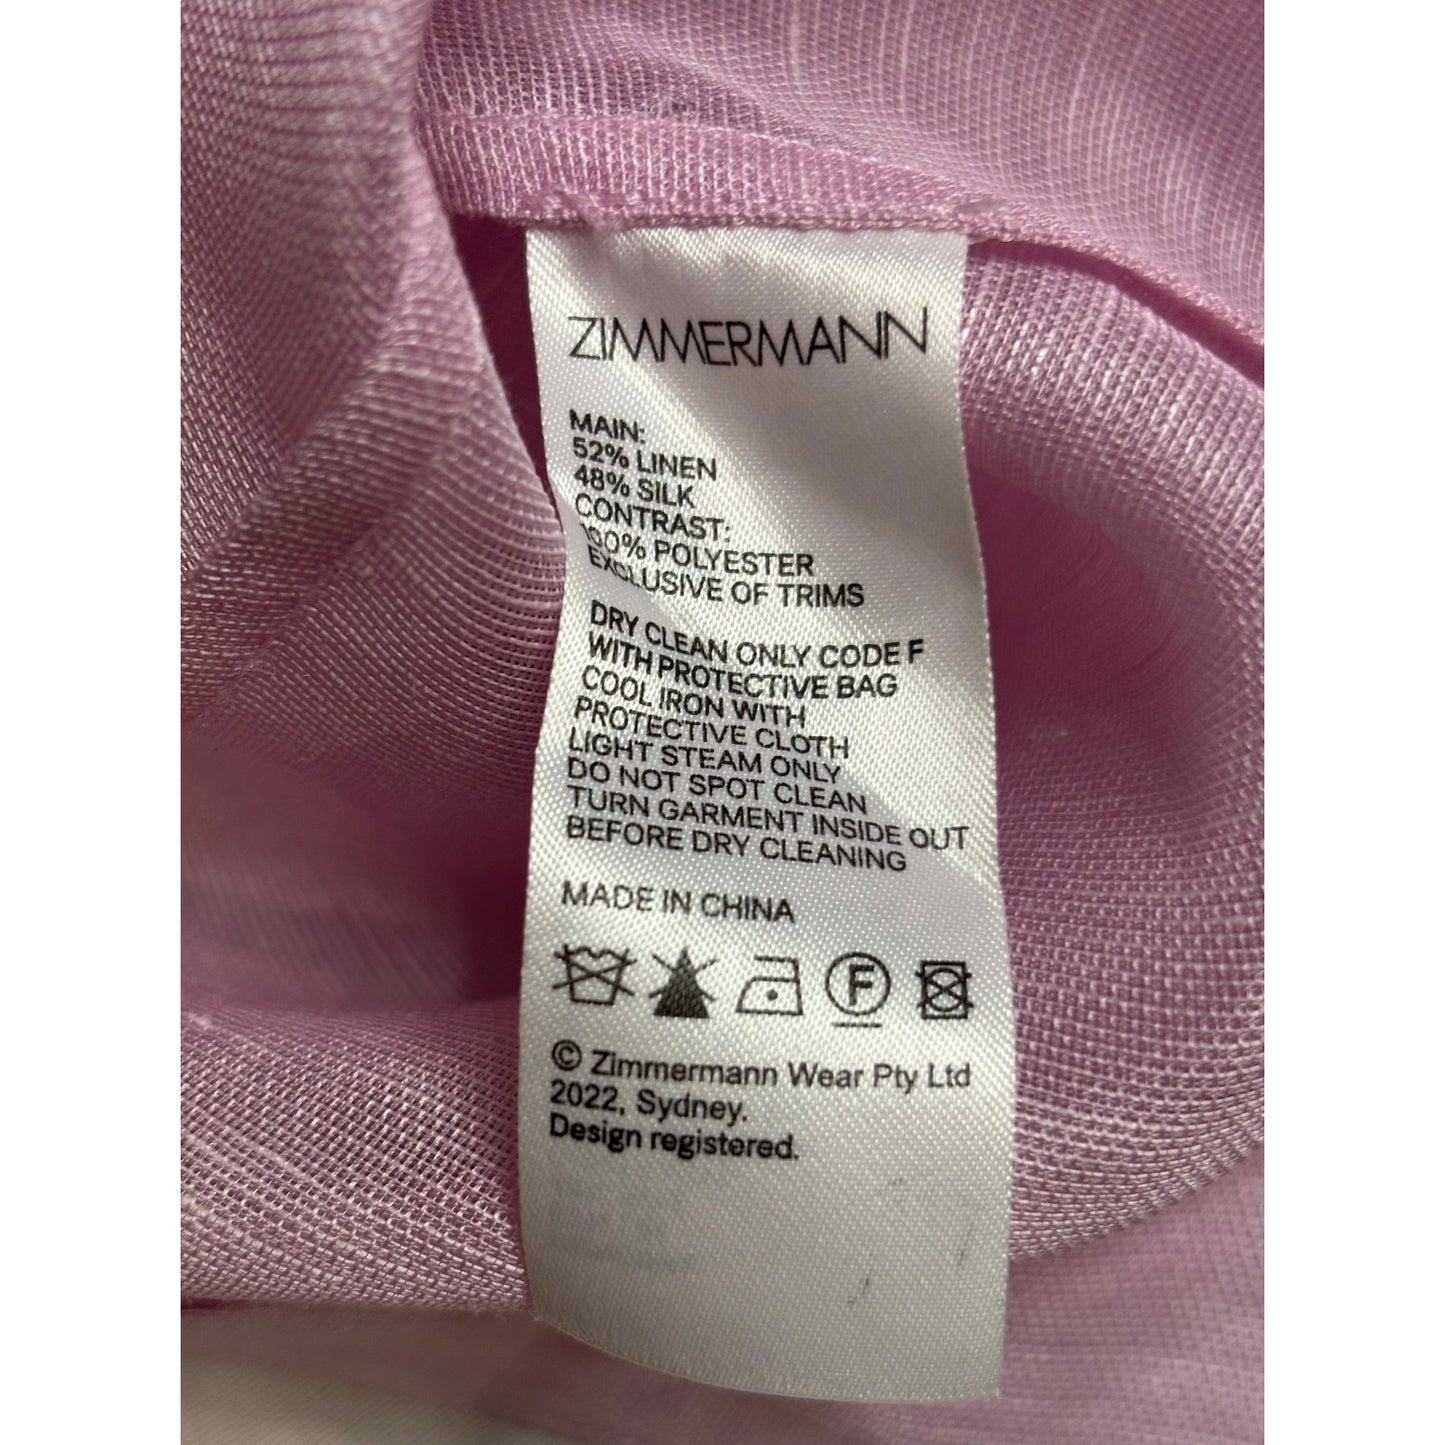 ZIMMERMANN
MAIN:
52% LINEN
48% SILK
CONTRAST:
100% POLYESTER
EXCLUSIVE OF TRIMS
DRY CLEAN ONLY CODE F
WITH PROTECTIVE BAG
COOL IRON WITH
PROTECTIVE CLOTH
LIGHT STEAM ONLY
DO NOT SPOT CLEAN
TURN GARMENT INSIDE OUT
BEFORE DRY CLEANING
MADE IN CHINA
F
© Zimmermann Wear Pty Ltd
2022, Sydney.
Design registered.